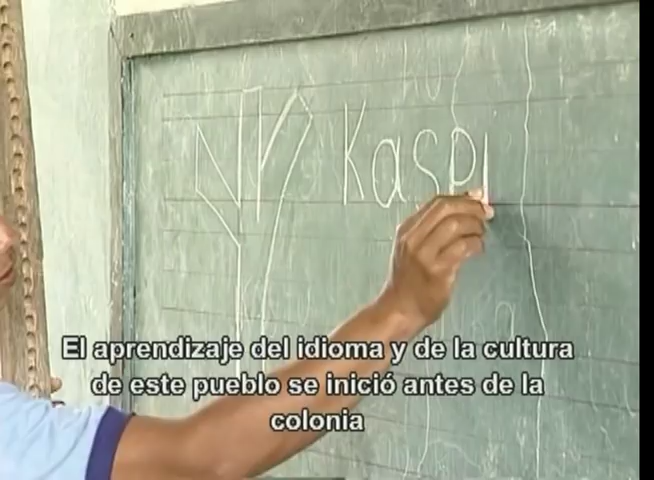 Kaspi
El aprendizaje del idioma y de la cultura
de este pueblo se inició antes de la
colonia